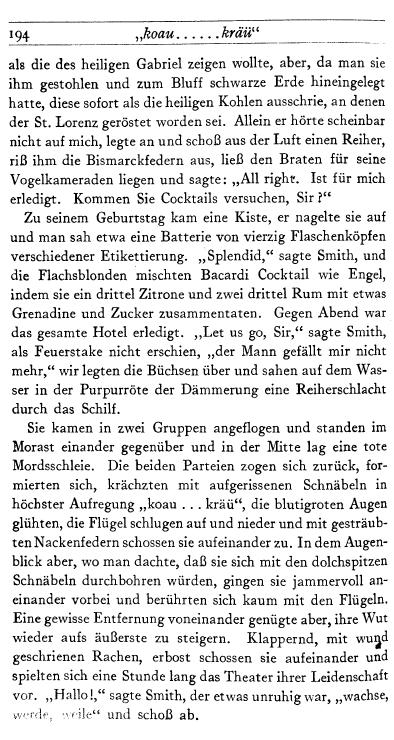 194 „koau......kräü“
als die des heiligen Gabriel zeigen wollte, aber, da man sie
ihm gestohlen und zum Bluff schwarze Erde hineingelegt
hatte, diese sofort als die heiligen Kohlen ausschrie, an denen
der St. Lorenz geröstet worden sei. Allein er hörte scheinbar
nicht auf mich, legte an und schoß aus der Luft einen Reiher,
riß ihm die Bismarckfedern aus, ließ den Braten für seine
Vogelkameraden liegen und sagte: „All right. Ist für mich
erledigt. Kommen Sie Cocktails versuchen, Sir?“
Zu seinem Geburtstag kam eine Kiste, er nagelte sie auf
und man sah etwa eine Batterie von vierzig Flaschenköpfen
verschiedener Etikettierung. „Splendid,“ sagte Smith, und
die Flachsblonden mischten Bacardi Cocktail wie Engel,
indem sie ein drittel Zitrone und zwei drittel Rum mit etwas
Grenadine und Zucker zusammentaten. Gegen Abend war
das gesamte Hotel erledigt. „Let us go, Sir,“ sagte Smith,
als Feuerstake nicht erschien, „der Mann gefällt mir nicht
mehr,“ wir legten die Büchsen über und sahen auf dem Was-
ser in der Purpurröte der Dämmerung eine Reiherschlacht
durch das Schilf.
Sie kamen in zwei Gruppen angeflogen und standen im
Morast einander gegenüber und in der Mitte lag eine tote
Mordsschleie. Die beiden Parteien zogen sich zurück, for-
mierten sich, krächzten mit aufgerissenen Schnäbeln in
höchster Aufregung „koau . . . kräü“, die blutigroten Augen
glühten, die Flügel schlugen auf und nieder und mit gesträub-
ten Nackenfedern schossen sie aufeinander zu. In dem Augen-
blick aber, wo man dachte, daß sie sich mit den dolchspitzen
Schnäbeln durchbohren würden, gingen sie jammervoll an-
einander vorbei und berührten sich kaum mit den Flügeln.
Eine gewisse Entfernung voneinander genügte aber, ihre Wut
wieder aufs äußerste zu steigern. Klappernd, mit wund
geschrienen Rachen, erbost schossen sie aufeinander und
spielten sich eine Stunde lang das Theater ihrer Leidenschaft
vor. „Hallo!,“ sagte Smith, der etwas unruhig war, „wachse,
werde, weile“ und schoß ab.